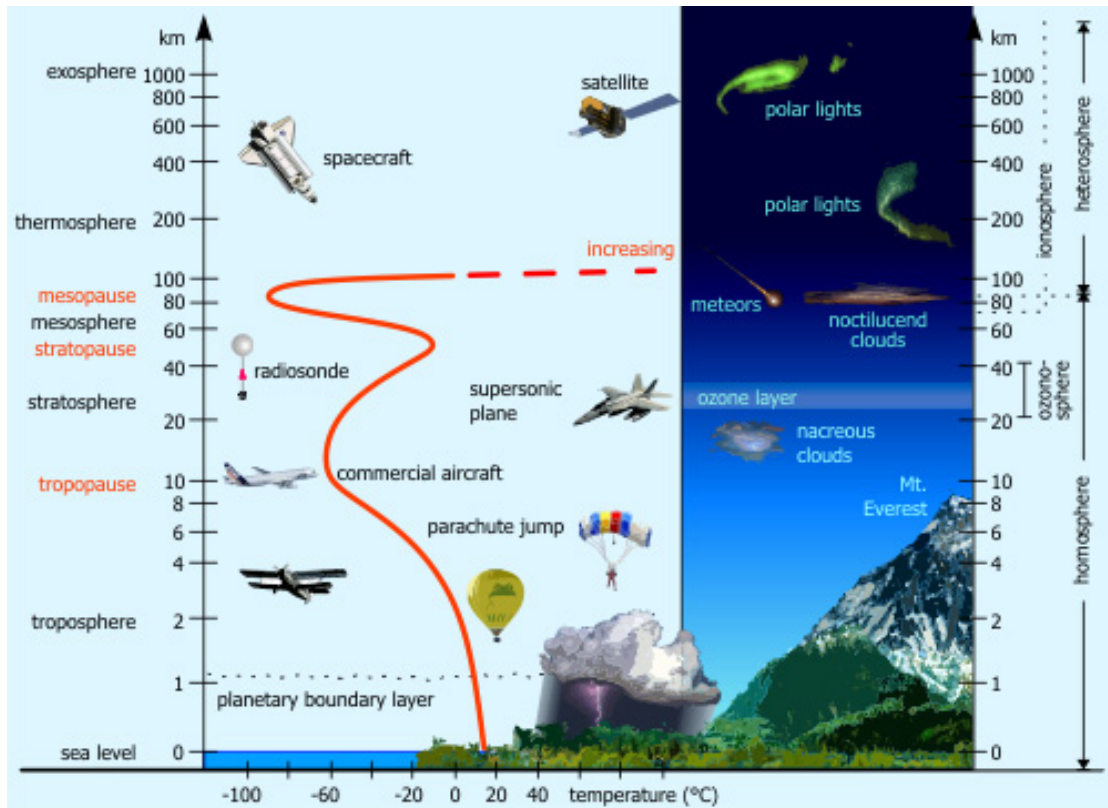 km
exosphere
1000
800
600
400
thermosphere
200
100
mesopause
80
mesosphere
60
stratopause
40
stratosphere
20
tropopause
10
8
6
4
troposphere
2
1
sea level
0
spacecraft
satellite
increasing
radiosonde
supersonic
plane
commercial aircraft
parachute jump
planetary boundary layer
polar lights
polar lights
meteors
noctilucend
clouds
ozone layer
nacreous
clouds
Mt.
Everest
km
1000
800
600
400
200
100
80
60
40
20
10
8
6
4
2
1
0
ionosphere
heterosphere
ozono-
sphere
homosphere
-100
-60
-20
0
20
40
temperature (°C)